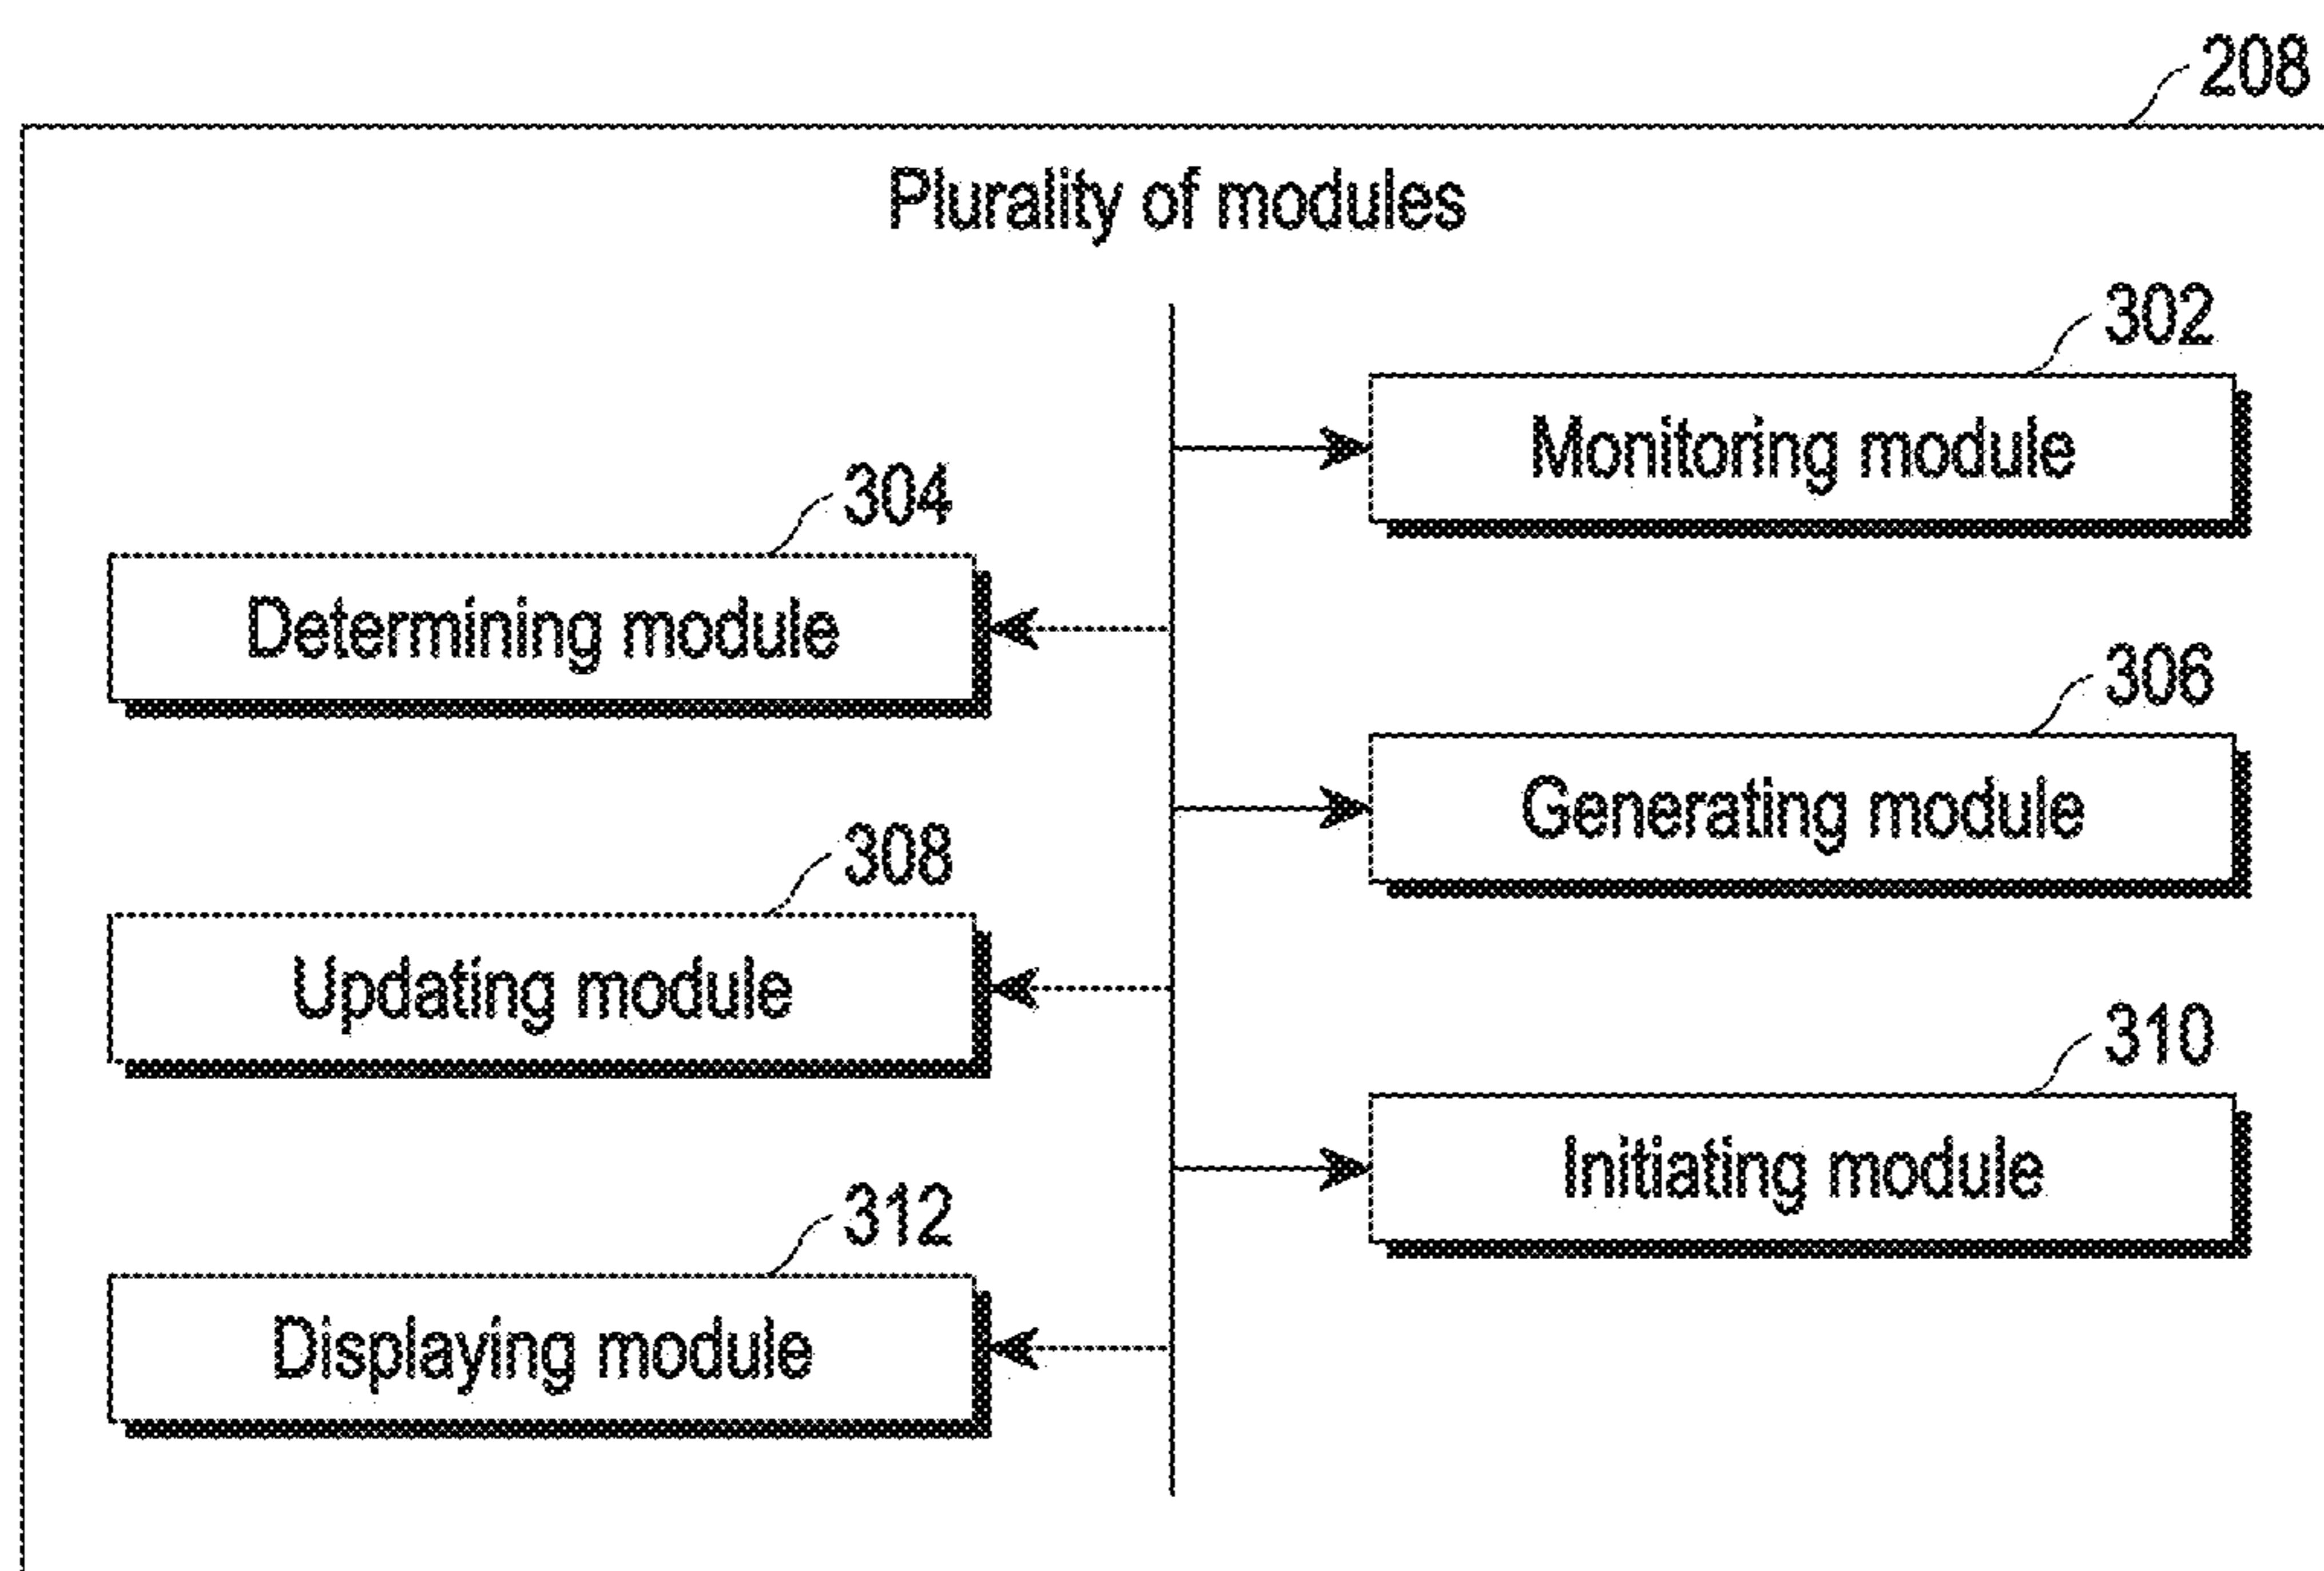 208
Plurality of modules
302
Monitoring module
304
Determining module
306
Generating module
308
Updating module
310
Initiating module
312
Displaying module